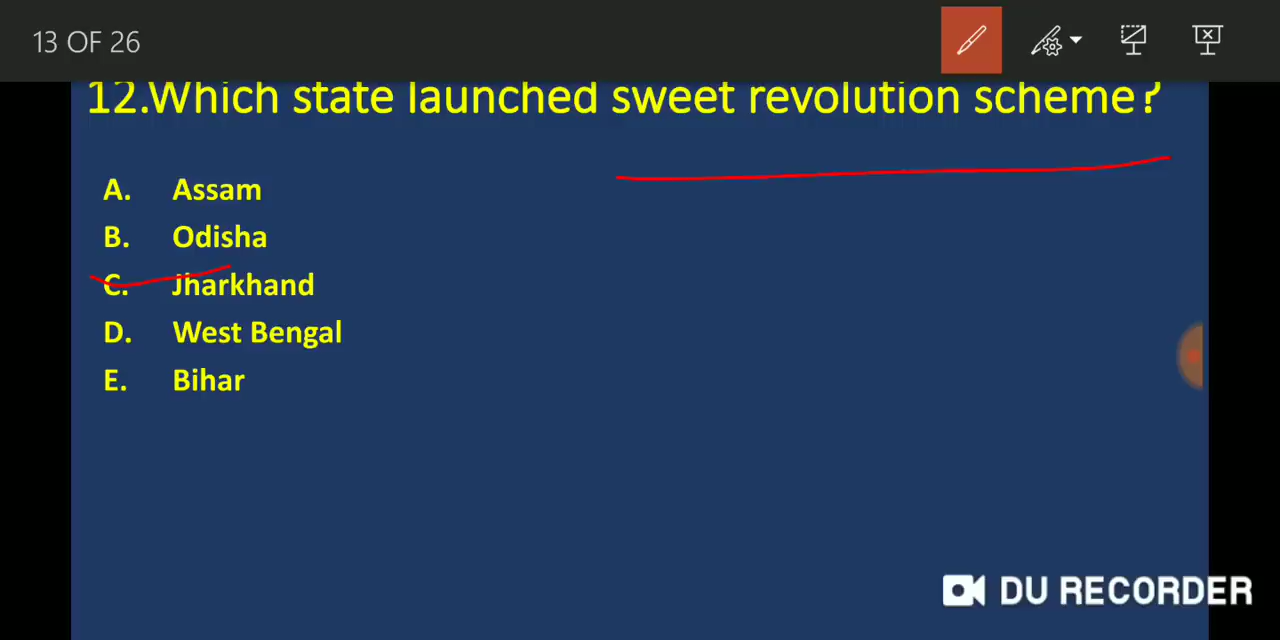 13 OF 26
12.Which state launched sweet revolution scheme?
A. Assam
B. Odisha
C. Jharkhand
D. West Bengal
E. Bihar
DU RECORDER